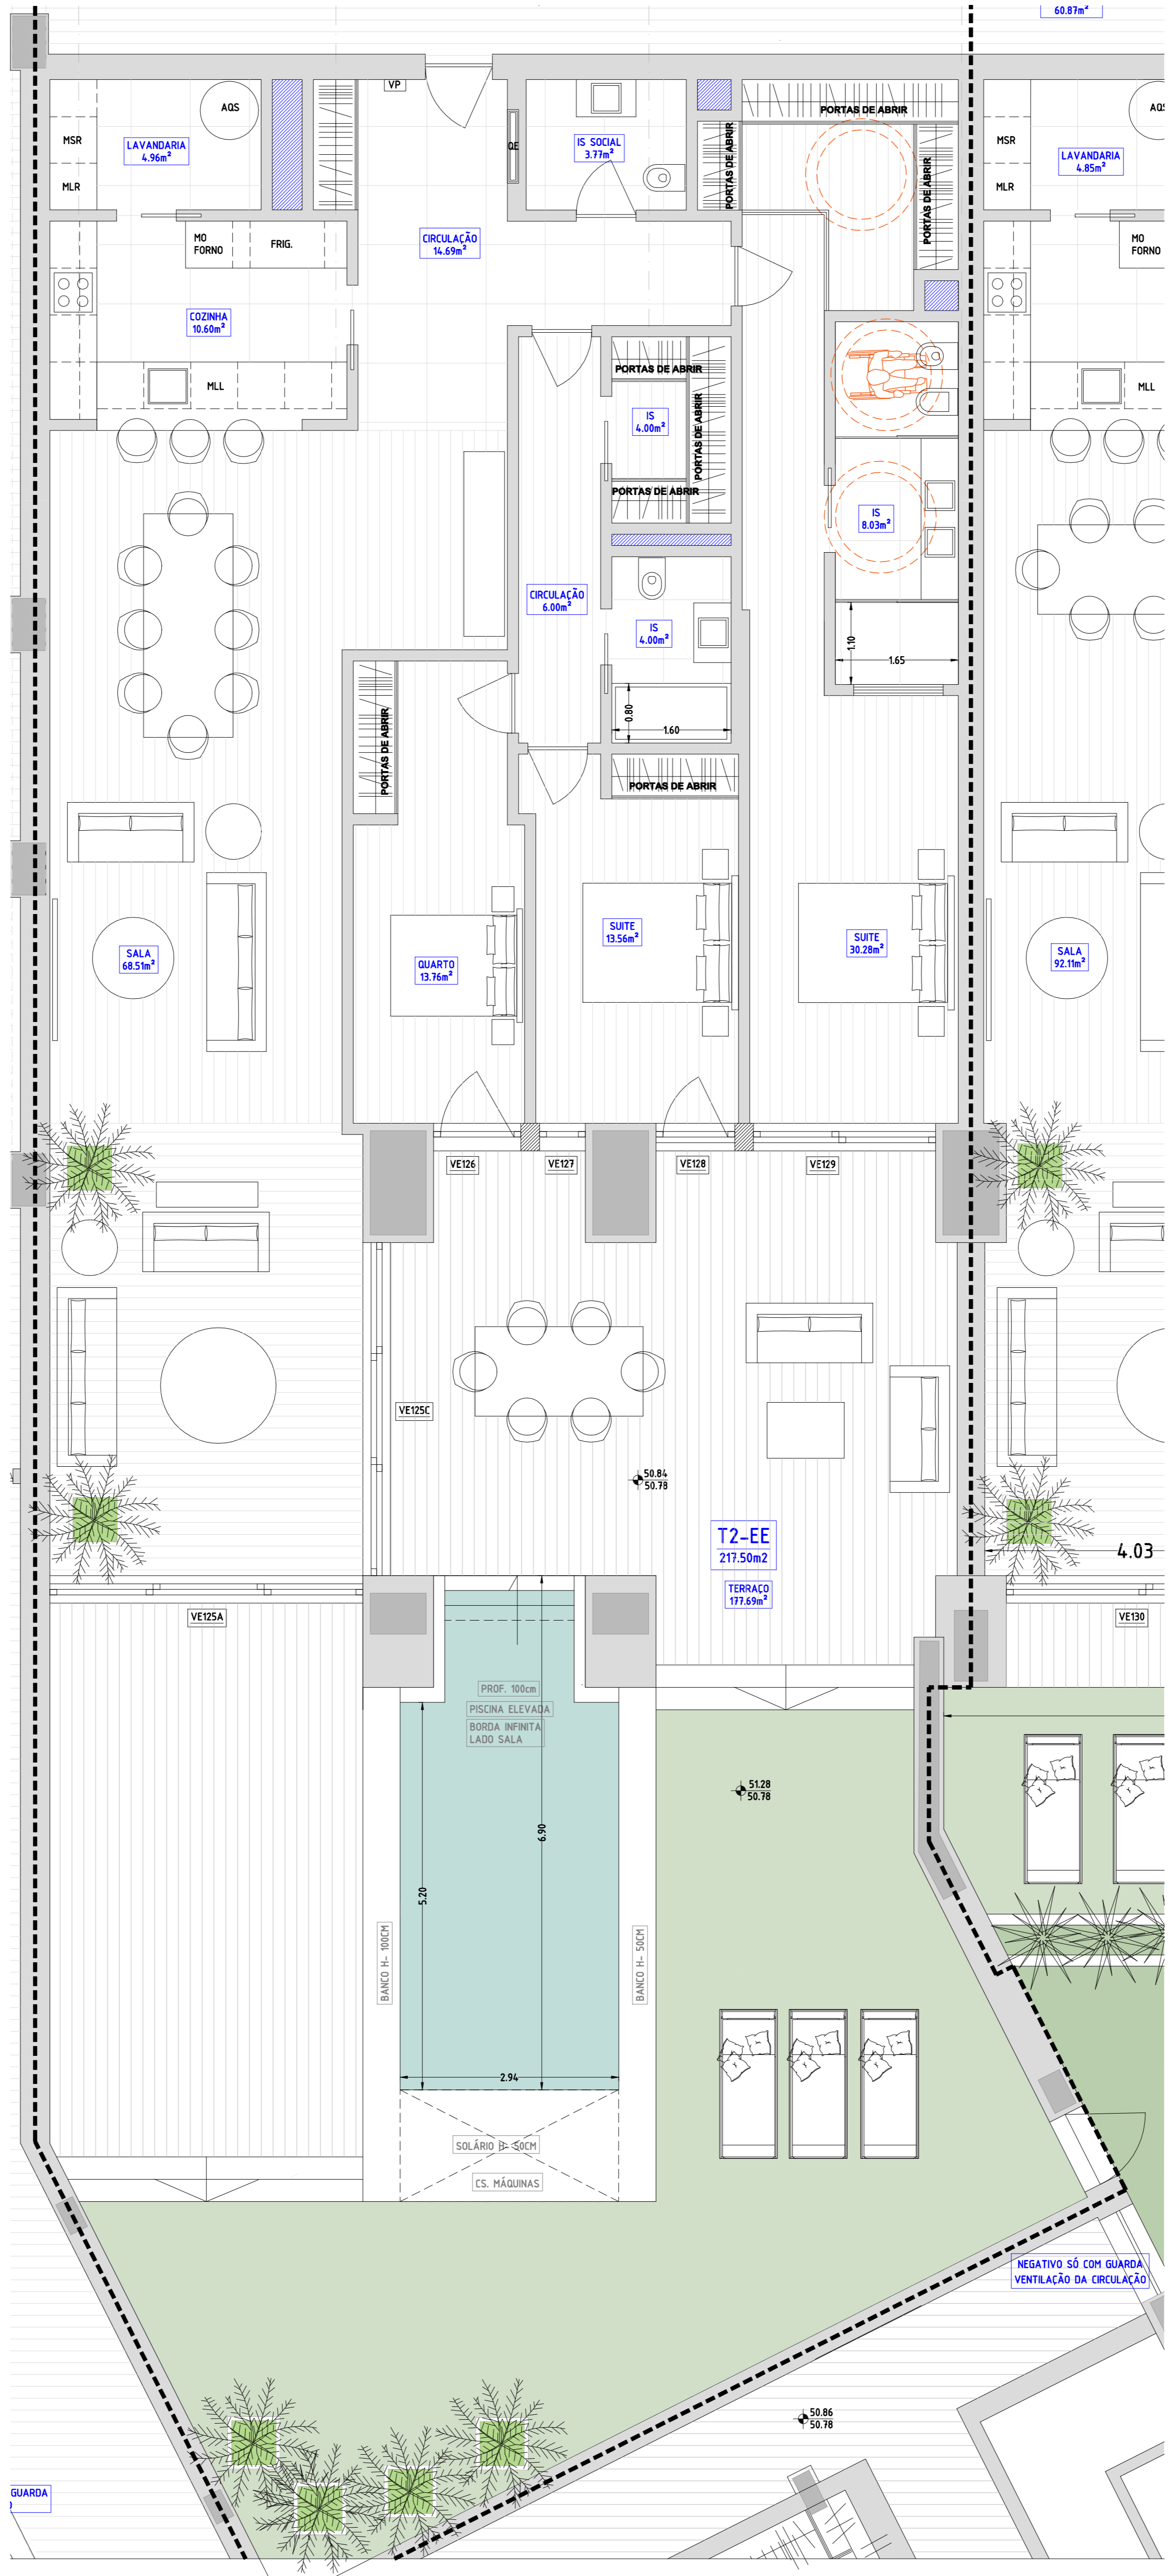 60.87m²
VP
AQS
AQS
PORTAS DE ABRIR
MSR
LAVANDARIA
4.96m²
QE
IS SOCIAL
3.77m²
PORTAS DE ABRIR
PORTAS DE ABRIR
MSR
LAVANDARIA
4.85m²
MLR
MLR
MO
FORNO
FRIG.
CIRCULAÇÃO
14.69m²
MO
FORNO
COZINHA
10.60m²
MLL
PORTAS DE ABRIR
IS
4.00m²
PORTAS DE ABRIR
PORTAS DE ABRIR
MLL
IS
8.03m²
CIRCULAÇÃO
6.00m²
IS
4.00m²
1.10
1.65
0.80
1.60
PORTAS DE ABRIR
PORTAS DE ABRIR
SALA
68.51m²
QUARTO
13.76m²
SUITE
13.56m²
SUITE
30.28m²
SALA
92.11m²
VE126
VE127
VE128
VE129
VE125C
50.84
50.78
T2-EE
217.50m2
TERRAÇO
177.69m²
4.03
VE125A
VE130
PROF. 100cm
PISCINA ELEVADA
BORDA INFINITA
LADO SALA
51.28
50.78
6.90
5.20
BANCO H- 100CM
BANCO H- 50CM
2.94
SOLÁRIO H- 50CM
CS. MÁQUINAS
NEGATIVO SÓ COM GUARDA
VENTILAÇÃO DA CIRCULAÇÃO
50.86
50.78
GUARDA